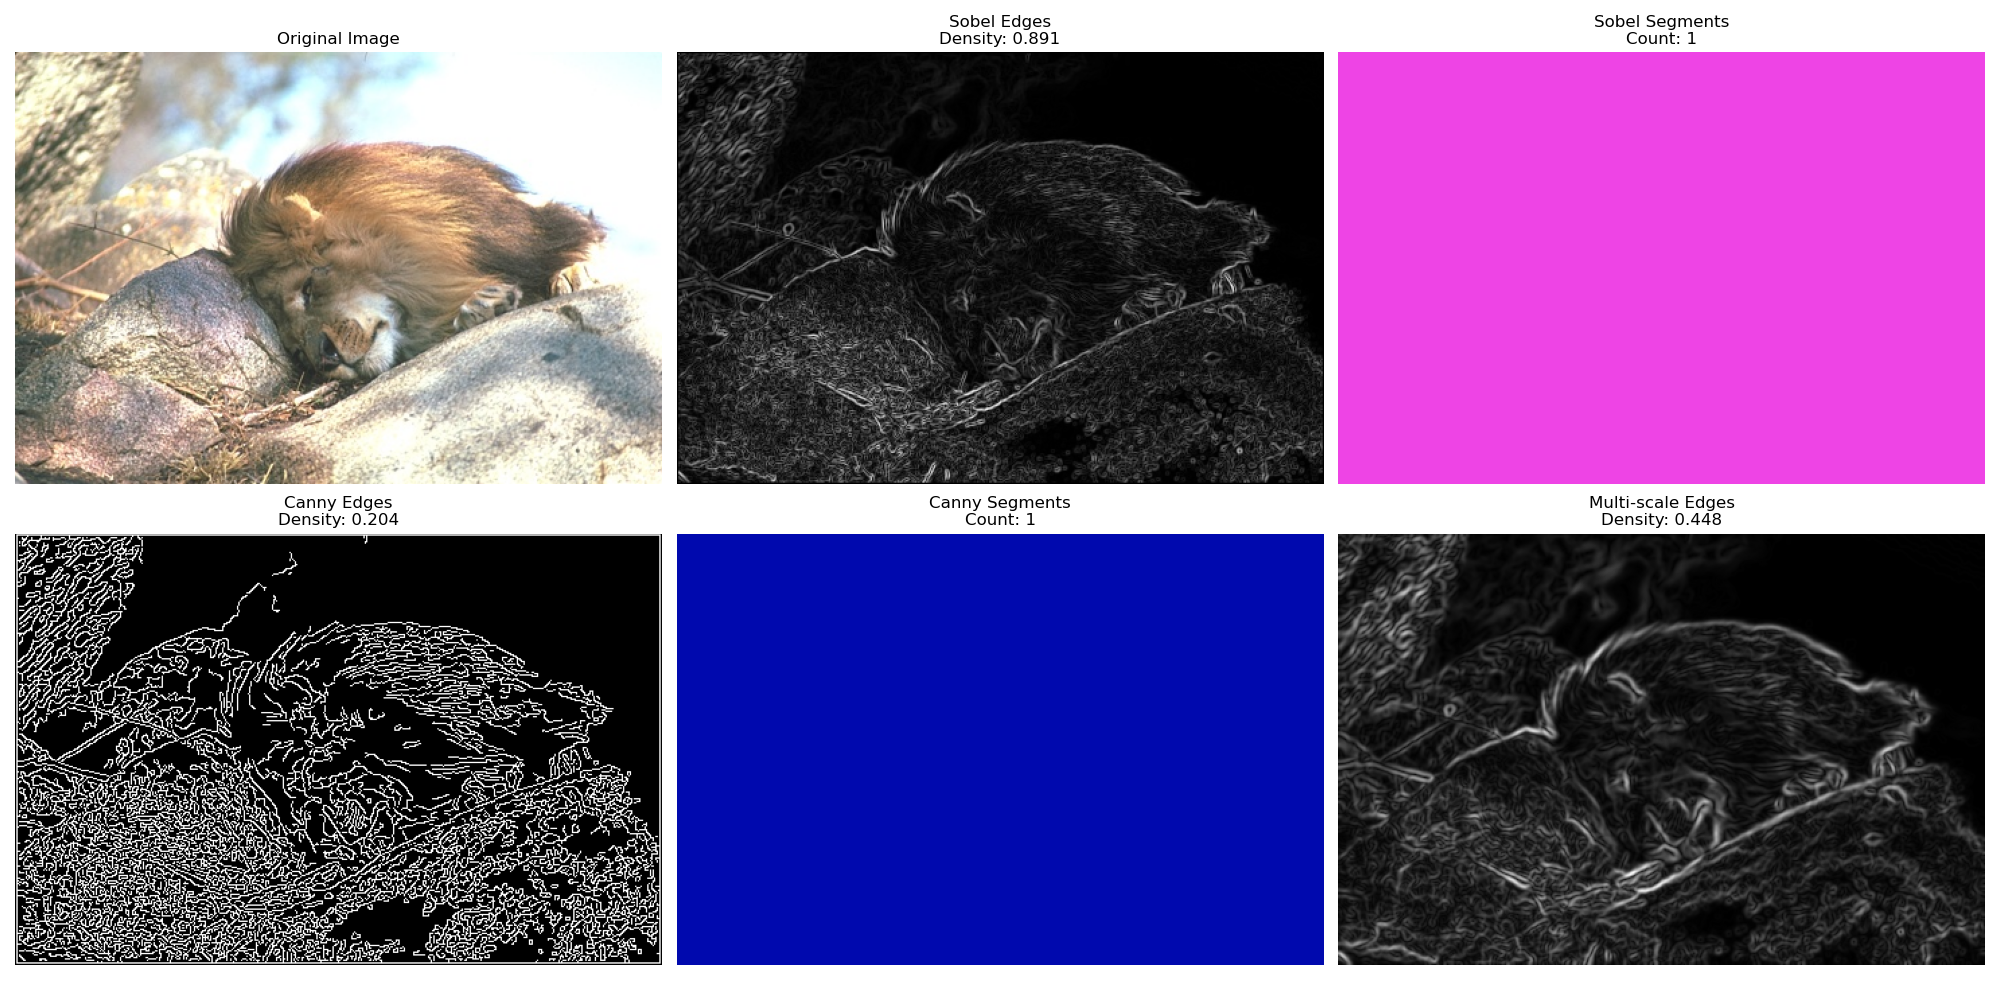 Original Image
Sobel Edges
Density: 0.891
Sobel Segments
Count: 1
Canny Edges
Density: 0.204
Canny Segments
Count: 1
Multi-scale Edges
Density: 0.448